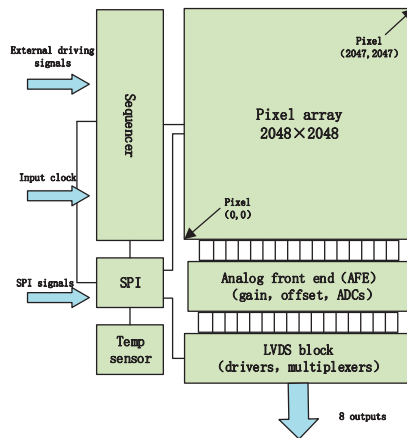 External driving
signals
Input clock
SPI signals
Sequencer
SPI
Temp
sensor
Pixel
(2047,2047)
Pixel array
2048×2048
Pixel
(0,0)
Analog front end (AFE)
(gain, offset, ADCs)
LVDS block
(drivers, multiplexers)
8 outputs